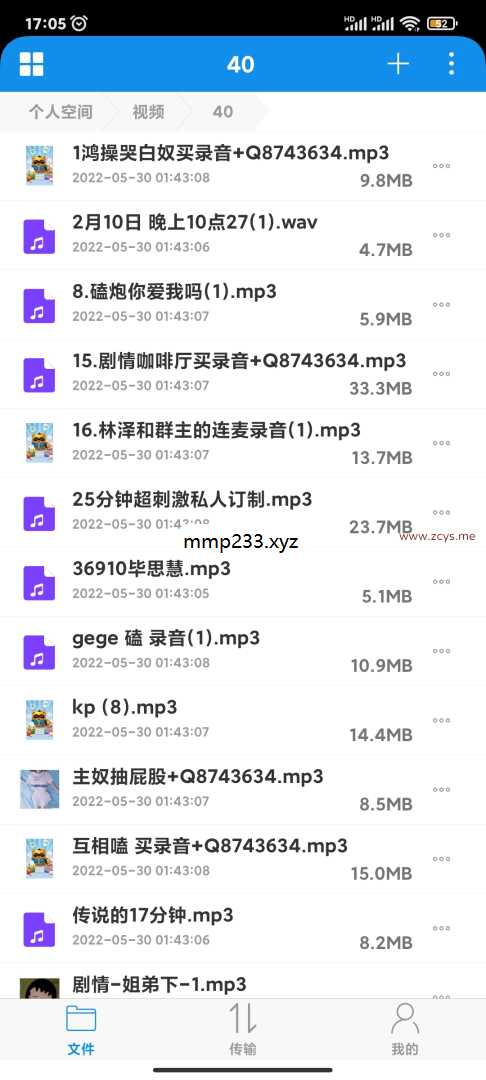 17:05
HD HD 52
40
个人空间 视频 40
1鸿操哭白奴买录音+Q8743634.mp3
2022-05-30 01:43:08 9.8MB
2月10日 晚上10点27(1).wav
2022-05-30 01:43:06 4.7MB
8.磕炮你爱我吗(1).mp3
2022-05-30 01:43:07 5.9MB
15.剧情咖啡厅买录音+Q8743634.mp3
2022-05-30 01:43:07 33.3MB
16.林泽和群主的连麦录音(1).mp3
2022-05-30 01:43:07 13.7MB
25分钟超刺激私人订制.mp3
2022-05-30 01:43:08 23.7MB
www.zcys.me
mmp233.xyz
36910毕思慧.mp3
2022-05-30 01:43:05 5.1MB
gege 磕 录音(1).mp3
2022-05-30 01:43:08 10.9MB
kp (8).mp3
2022-05-30 01:43:07 14.4MB
主奴抽屁股+Q8743634.mp3
2022-05-30 01:43:07 8.5MB
互相嗑 买录音+Q8743634.mp3
2022-05-30 01:43:08 15.0MB
传说的17分钟.mp3
2022-05-30 01:43:06 8.2MB
剧情-姐弟下-1.mp3
文件 传输 我的